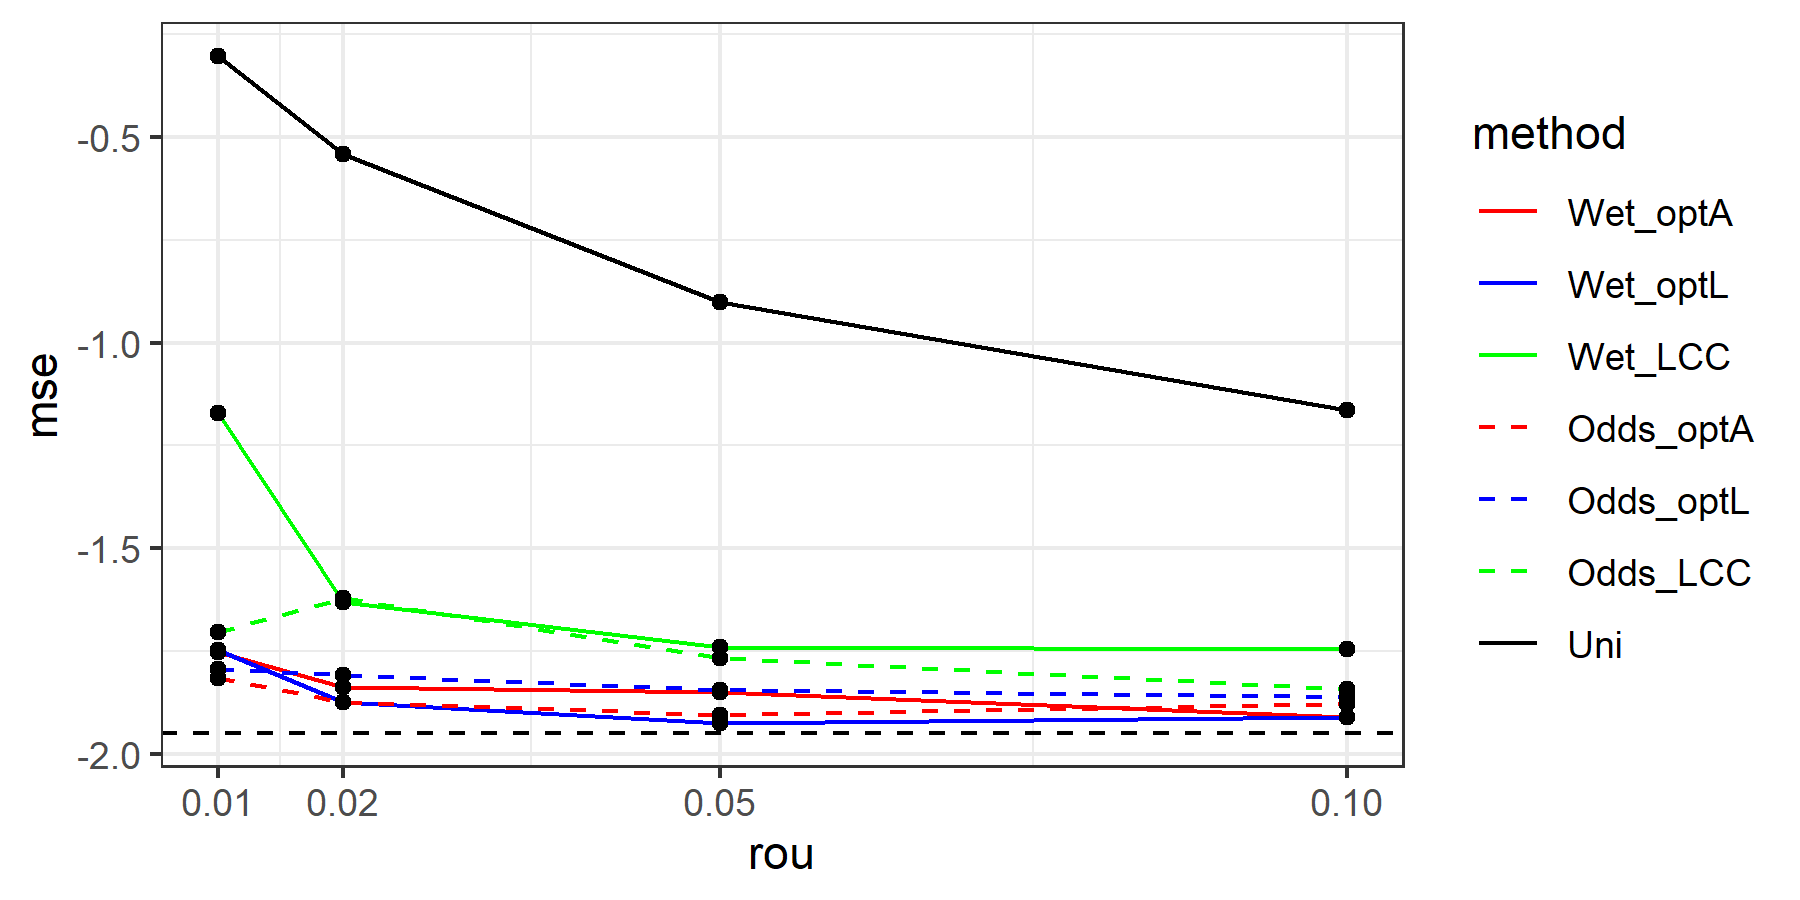 -0.5
-1.0
-1.5
-2.0
mse
0.01
0.02
0.05
0.10
rou
method
Wet_optA
Wet_optL
Wet_LCC
Odds_optA
Odds_optL
Odds_LCC
Uni